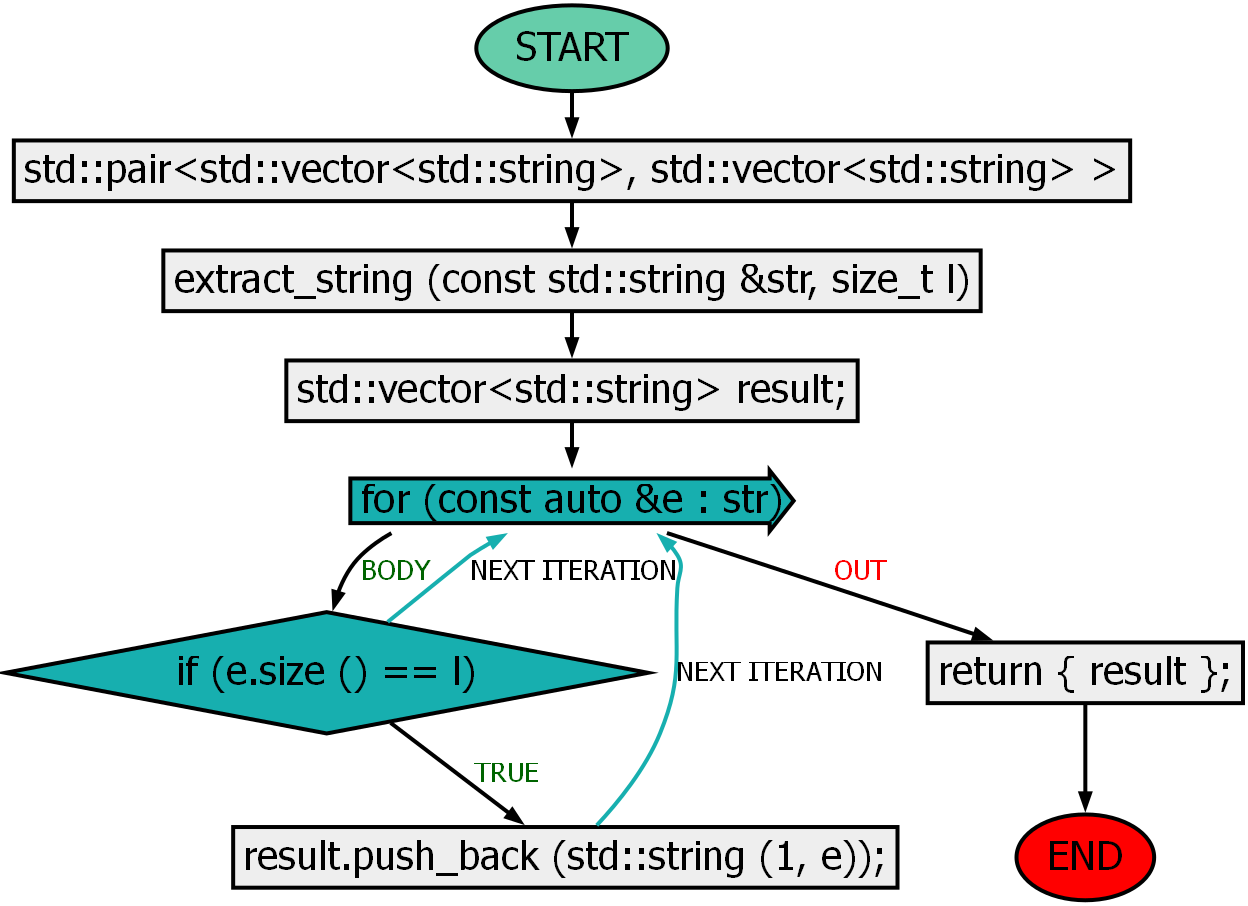 START
std::pair<std::vector<std::string>, std::vector<std::string> >
extract_string (const std::string &str, size_t l)
std::vector<std::string> result;
for (const auto &e : str)
BODY
NEXT ITERATION
OUT
if (e.size () == l)
NEXT ITERATION
return { result };
TRUE
result.push_back (std::string (1, e));
END